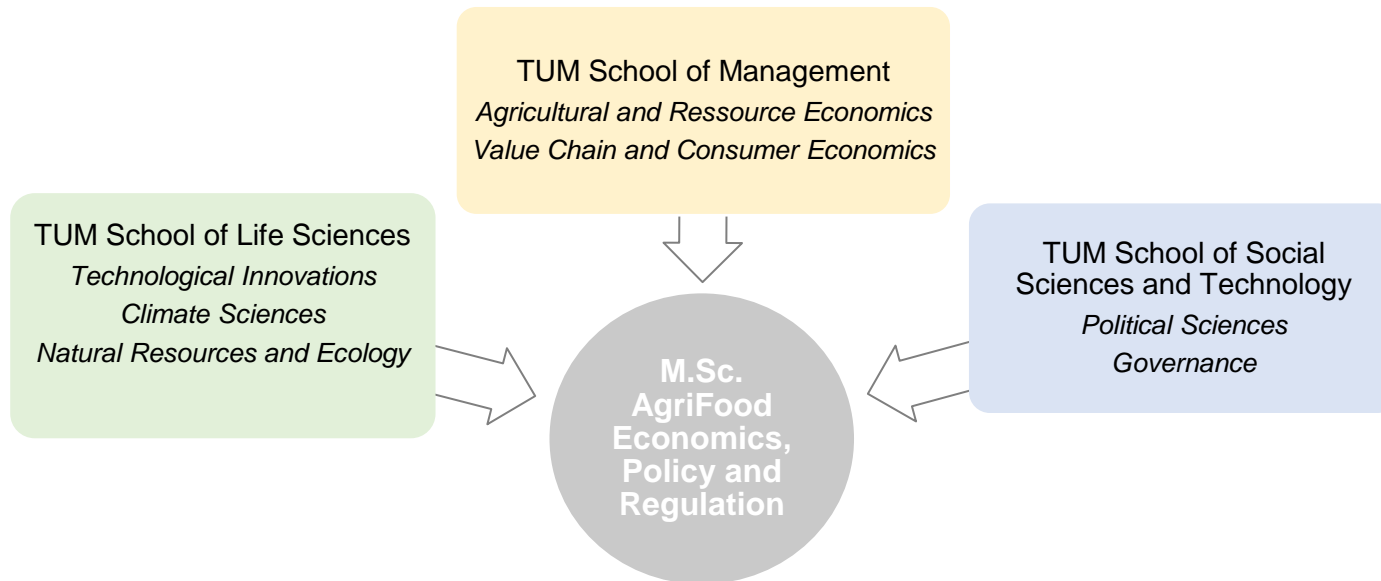 TUM School of Management
Agricultural and Ressource Economics
Value Chain and Consumer Economics
TUM School of Life Sciences
Technological Innovations
Climate Sciences
Natural Resources and Ecology
TUM School of Social
Sciences and Technology
Political Sciences
Governance
M.Sc.
AgriFood
Economics,
Policy and
Regulation